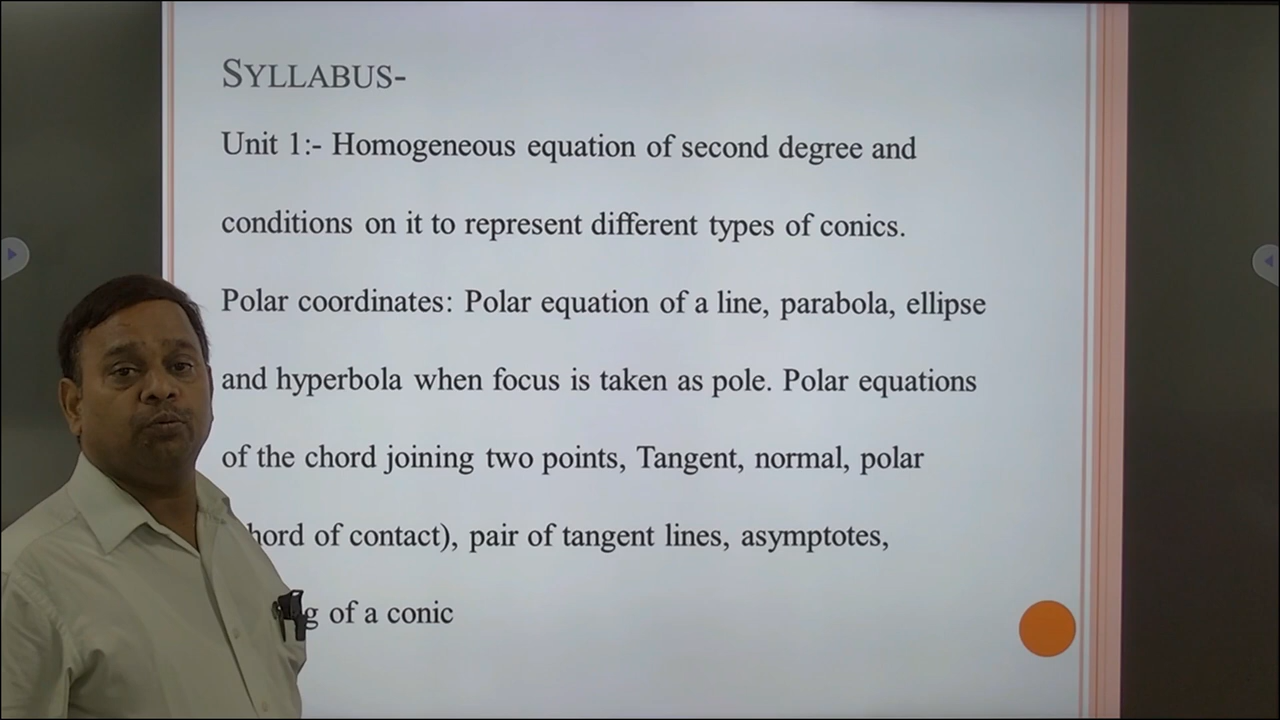 SYLLABUS-
Unit 1:- Homogeneous equation of second degree and
conditions on it to represent different types of conics.
Polar coordinates: Polar equation of a line, parabola, ellipse
and hyperbola when focus is taken as pole. Polar equations
of the chord joining two points, Tangent, normal, polar
of contact), pair of tangent lines, asymptotes,
of a conic